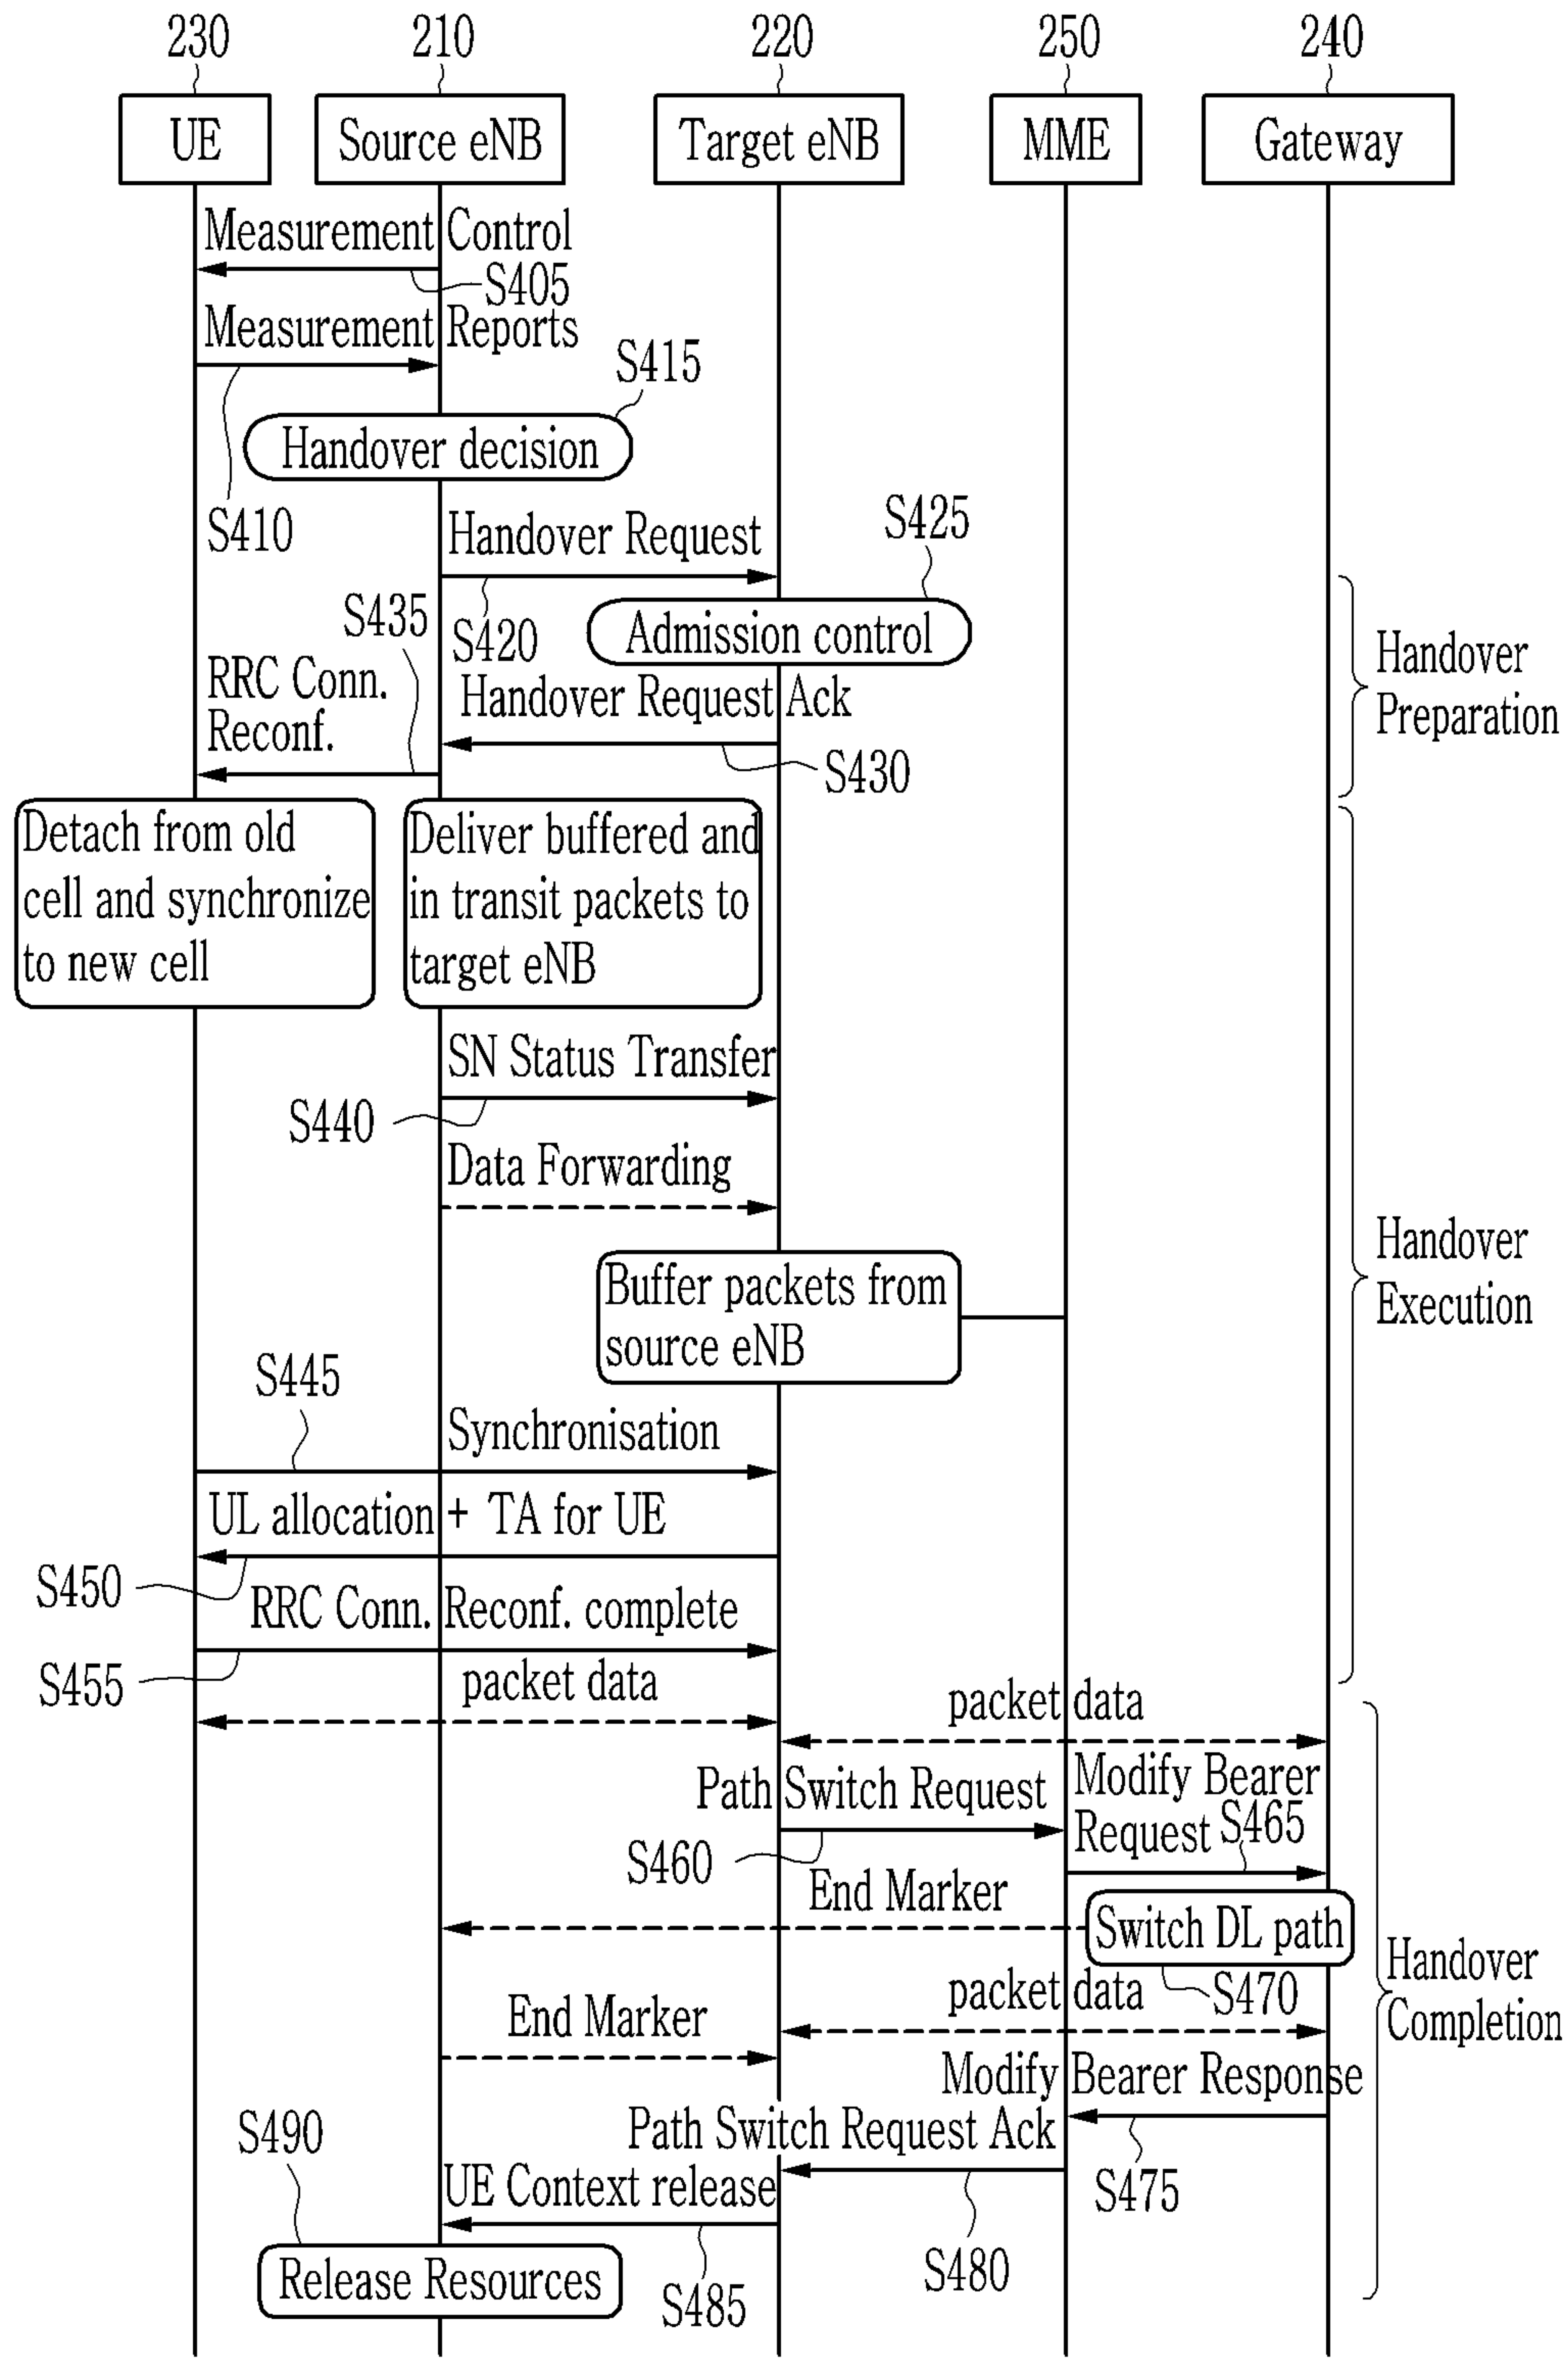 230
210
220
250
240
UE
Source eNB
Target eNB
MME
Gateway
Measurement Control
S405
Measurement Reports
S410
S415
Handover decision
Handover Request
S420
S425
Admission control
Handover Request Ack
S430
S435
RRC Conn.
Reconf.
Handover
Preparation
Detach from old
cell and synchronize
to new cell
Deliver buffered and
in transit packets to
target eNB
SN Status Transfer
S440
Data Forwarding
Buffer packets from
source eNB
Handover
Execution
S445
Synchronisation
UL allocation + TA for UE
S450
RRC Conn. Reconf. complete
S455
packet data
packet data
Path Switch Request
S460
Modify Bearer
Request
S465
End Marker
Switch DL path
S470
packet data
End Marker
Modify Bearer Response
S475
Path Switch Request Ack
S480
UE Context release
S485
S490
Release Resources
Handover
Completion